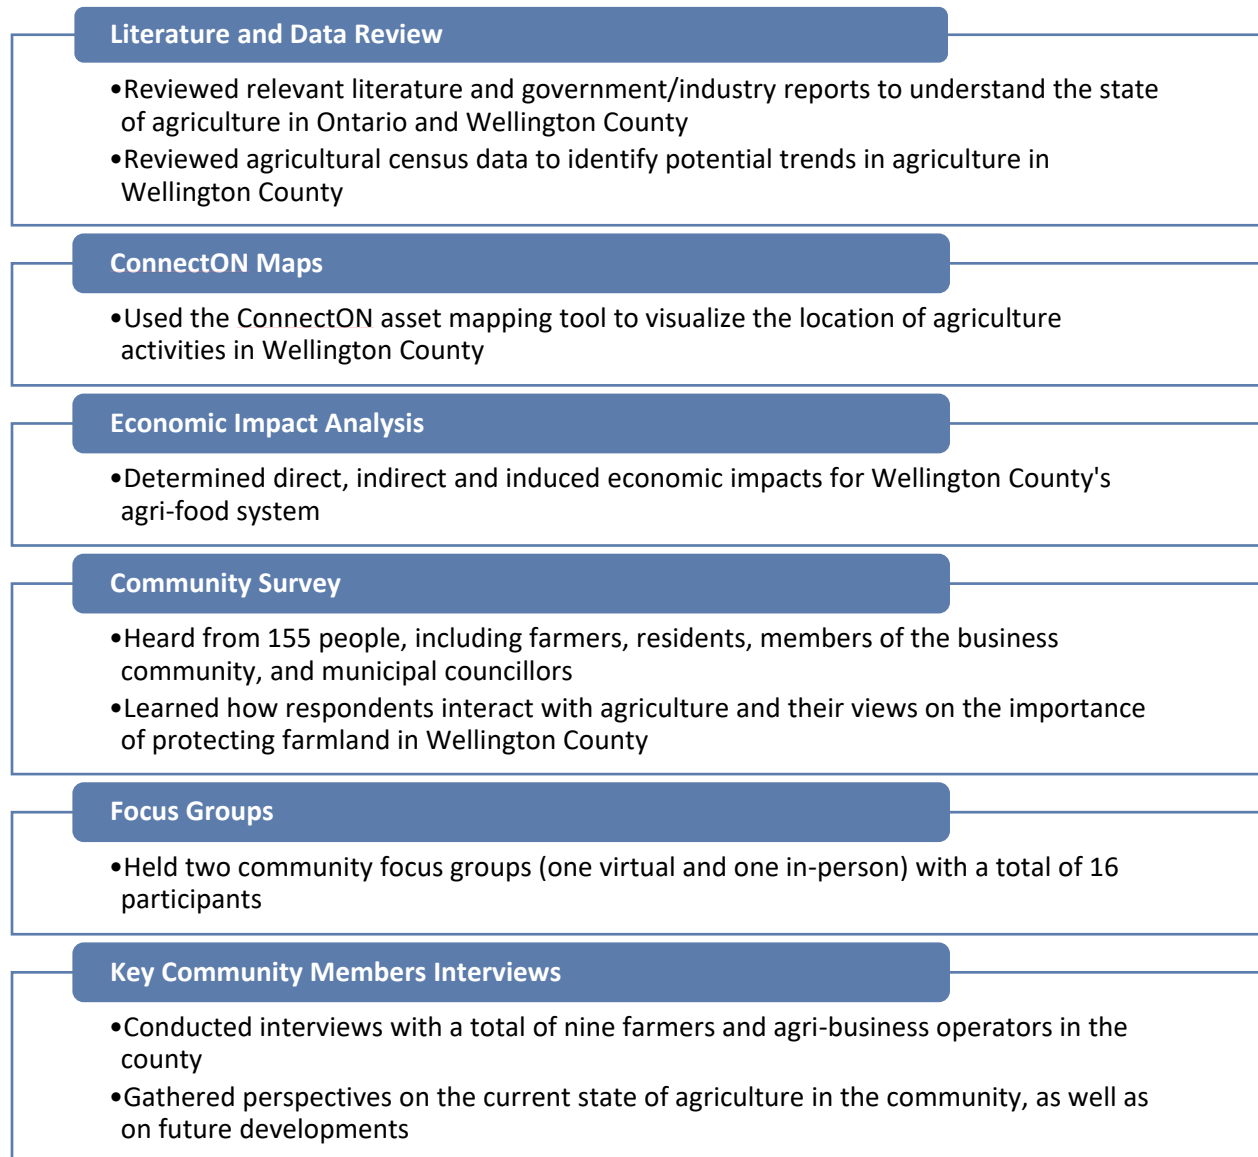 Literature and Data Review
•Reviewed relevant literature and government/industry reports to understand the state
of agriculture in Ontario and Wellington County
•Reviewed agricultural census data to identify potential trends in agriculture in
Wellington County
ConnectON Maps
•Used the ConnectON asset mapping tool to visualize the location of agriculture
activities in Wellington County
Economic Impact Analysis
•Determined direct, indirect and induced economic impacts for Wellington County's
agri-food system
Community Survey
•Heard from 155 people, including farmers, residents, members of the business
community, and municipal councillors
•Learned how respondents interact with agriculture and their views on the importance
of protecting farmland in Wellington County
Focus Groups
•Held two community focus groups (one virtual and one in-person) with a total of 16
participants
Key Community Members Interviews
•Conducted interviews with a total of nine farmers and agri-business operators in the
county
•Gathered perspectives on the current state of agriculture in the community, as well as
on future developments